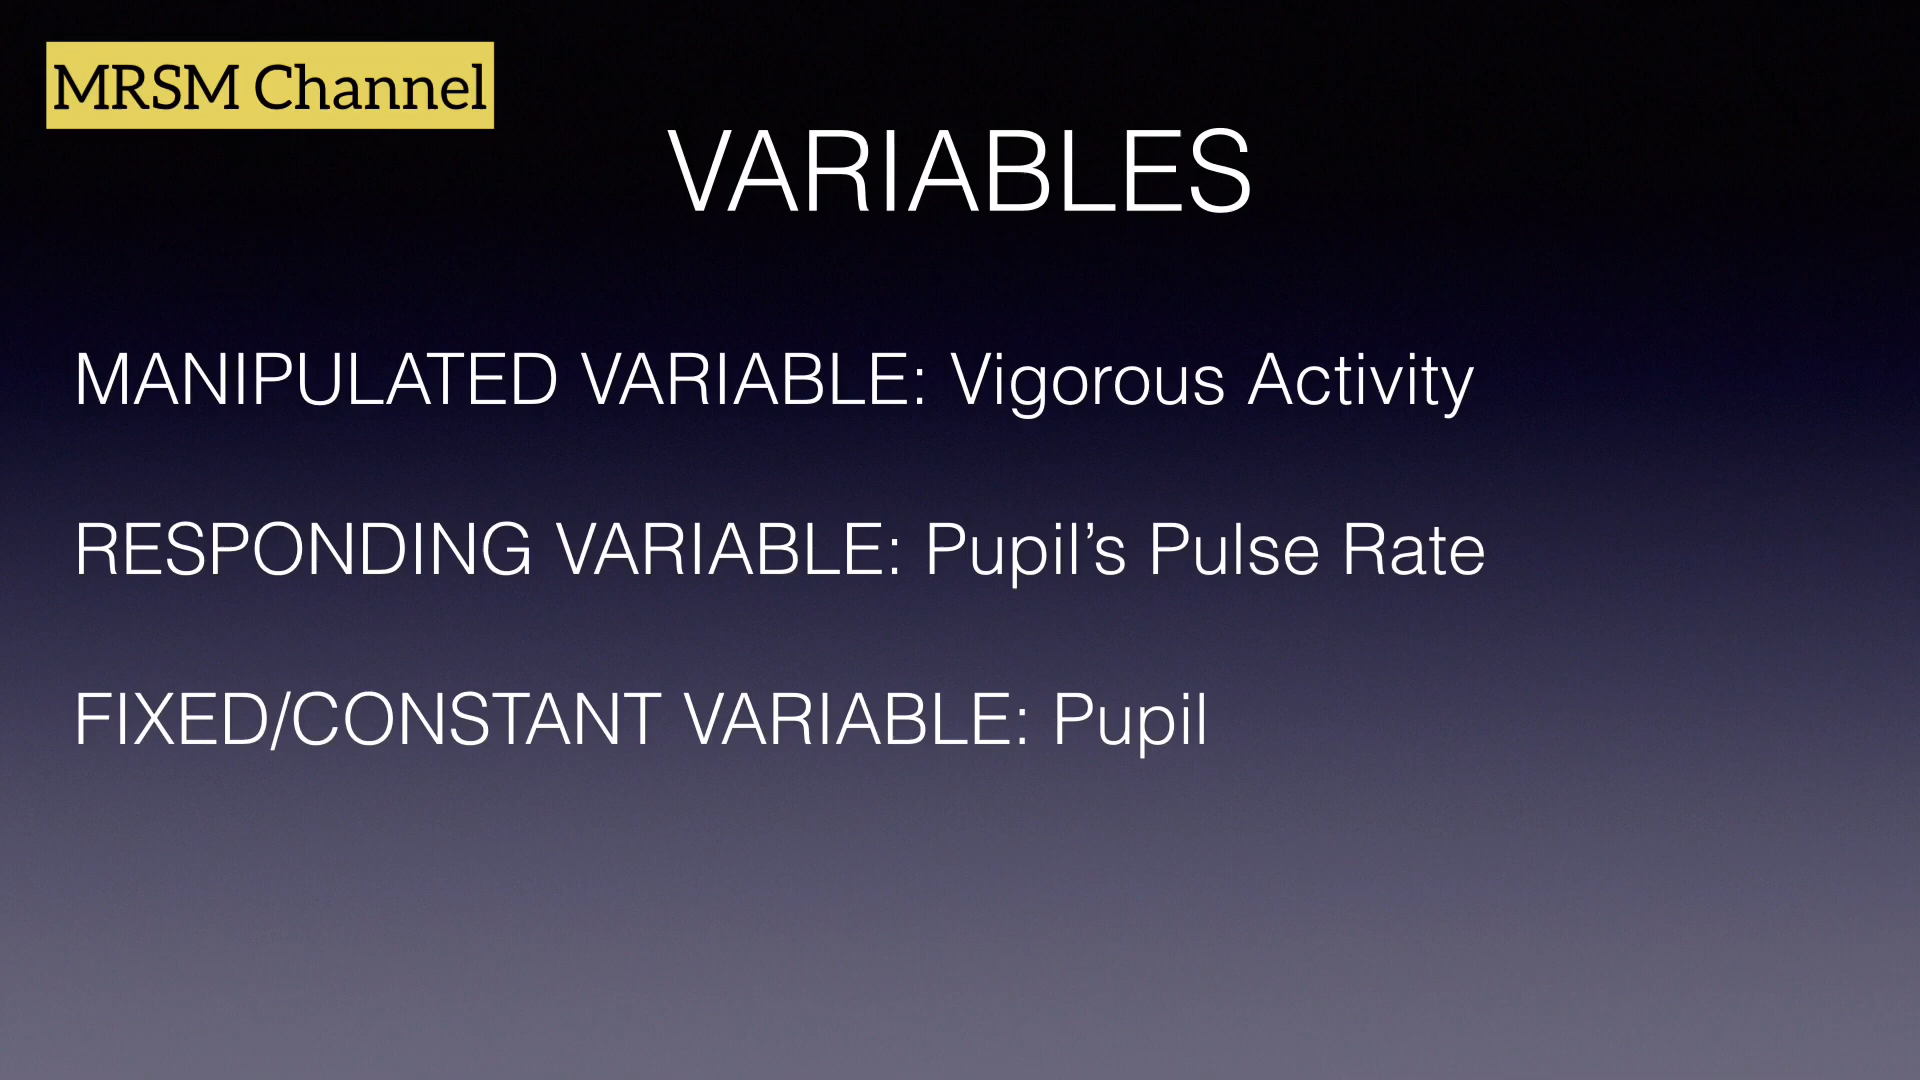 MRSM Channel
VARIABLES
MANIPULATED VARIABLE: Vigorous Activity
RESPONDING VARIABLE: Pupil’s Pulse Rate
FIXED/CONSTANT VARIABLE: Pupil